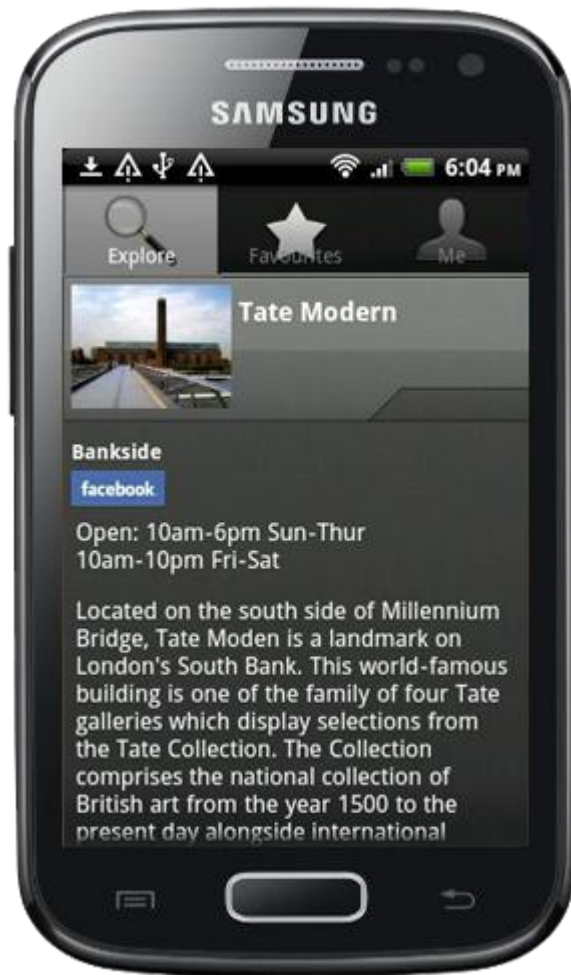 SAMSUNG
6:04 PM
Explore
Favourites
Me
Tate Modern
Bankside
facebook
Open: 10am-6pm Sun-Thur
10am-10pm Fri-Sat
Located on the south side of Millennium
Bridge, Tate Moden is a landmark on
London's South Bank. This world-famous
building is one of the family of four Tate
galleries which display selections from
the Tate Collection. The Collection
comprises the national collection of
British art from the year 1500 to the
present day alongside international